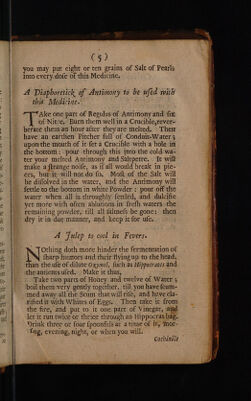 ( 5 )
you may put eight or ten grains of Salt of Pearls
into every dose of this Medicine.
A Diaphoretick of Antimony to be used with
this Medicine.
TAke one part of Regulus of Antimony and six
of Nitre, Burn them well in a Crucible, rever-
berate them an hour after they are melted. Then
have an earthen Pitcher full of Conduit-Water;
upon the mouth of it set a Crucible with a hole in
the bottom: pour through this into the cold wa-
ter your melted Antimony and Saltpetre. It will
make a strange noise, as if all would break in pie-
ces, but it will not do so. Most of the Salt will
be dissolved in the water, and the Antimony will
settle to the bottom in white Powder: pour off the
water when all is throughly settled, and dulcifie
yet more with often ablutions in fresh waters the
remaining powder, till all saltness be gone: then
dry it in due manner, and keep it for use.
A Julep to cool in Fevers.
NOthing doth more hinder the fermentation of
sharp humors and their flying up to the head,
than the use of dilute Oxymel, such as Hippocrates and
the antients used. Make it thus,
Take two parts of Honey and twelve of Water;
boil them very gently together, till you have scum-
med away all the Scum that will rise, and have cla-
rified it with Whites of Eggs. Then take it from
the fire, and put to it one part of Vinegar, and
let it run twice or thrice through an Hippocras bag.
Drink three or four spoonfuls at a time of it, mor-
ning, evening, night, or when you will.
Cochinille